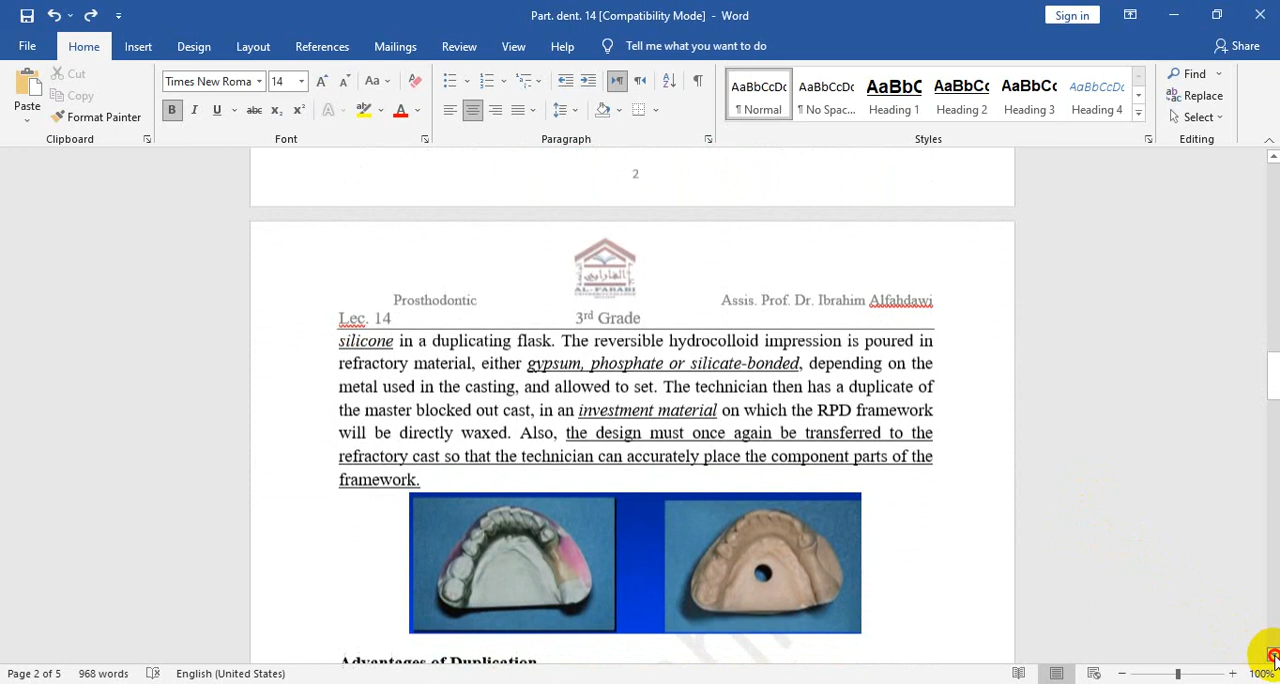 Part. dent. 14 [Compatibility Mode] - Word
Sign in
File Home Insert Design Layout References Mailings Review View Help Tell me what you want to do Share
Paste
Cut
Copy
Format Painter
Times New Roma 14
Aa
B I U abc X₂ X²
AaBbCcDc AaBbCcDc AaBbC AaBbCc AaBbCc AaBbCcDc
¶ Normal ¶ No Spac... Heading 1 Heading 2 Heading 3 Heading 4
Find
Replace
Select
Clipboard Font Paragraph Styles Editing
2
الفارابي
AL-FARABI
Prosthodontic Assis. Prof. Dr. Ibrahim Alfahdawi
Lec. 14 3rd Grade
silicone in a duplicating flask. The reversible hydrocolloid impression is poured in
refractory material, either gypsum, phosphate or silicate-bonded, depending on the
metal used in the casting, and allowed to set. The technician then has a duplicate of
the master blocked out cast, in an investment material on which the RPD framework
will be directly waxed. Also, the design must once again be transferred to the
refractory cast so that the technician can accurately place the component parts of the
framework.
Advantages of Duplication
Page 2 of 5 968 words English (United States) 100%